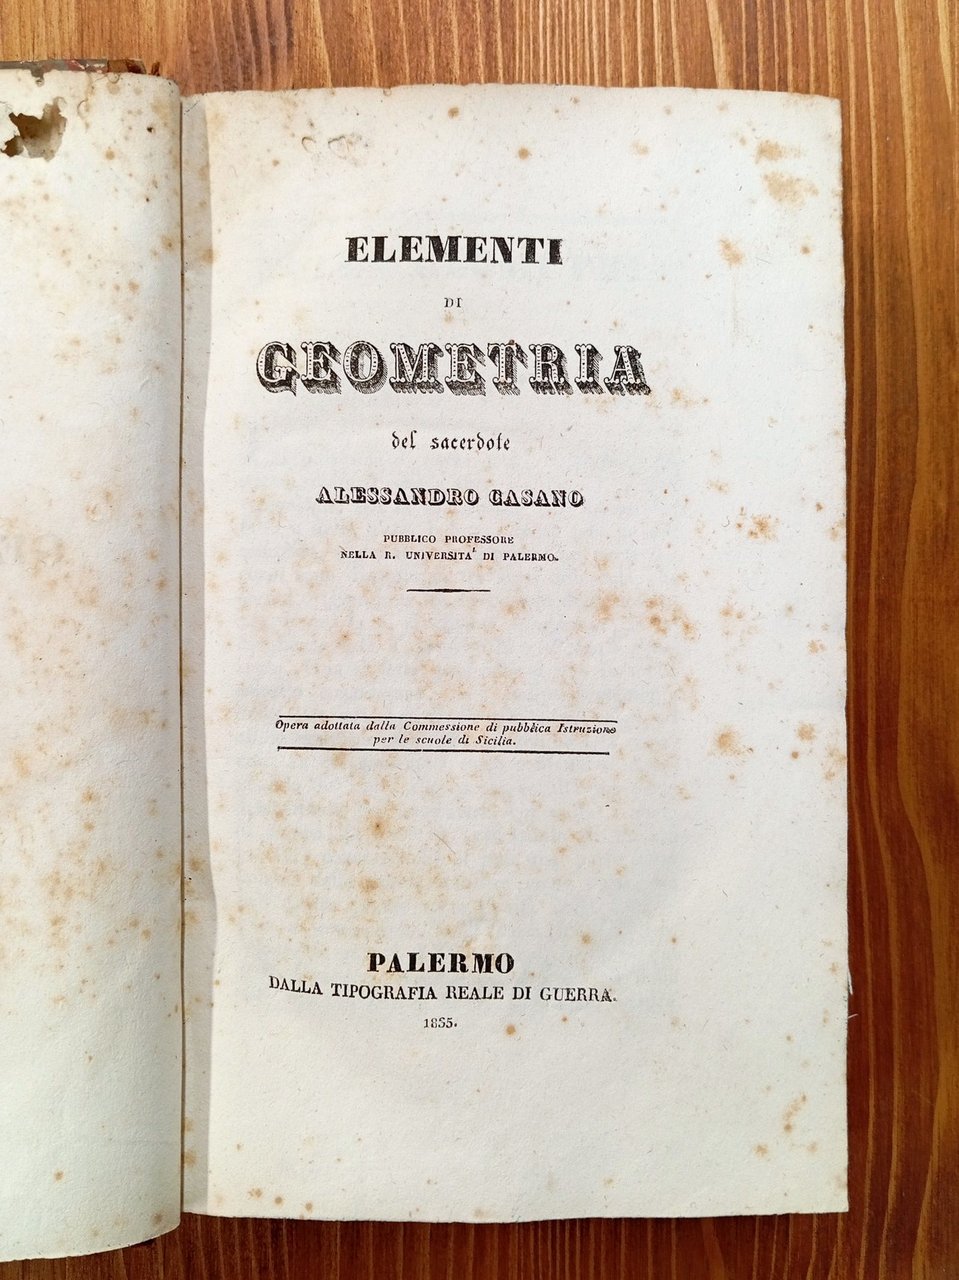 ELEMENTI
DI
GEOMETRIA
del sacerdote
ALESSANDRO CASANO
PUBBLICO PROFESSORE
NELLA R. UNIVERSITA' DI PALERMO.
Opera adottata dalla Commessione di pubblica Istruzione
per le scuole di Sicilia.
PALERMO
DALLA TIPOGRAFIA REALE DI GUERRA.
1855.